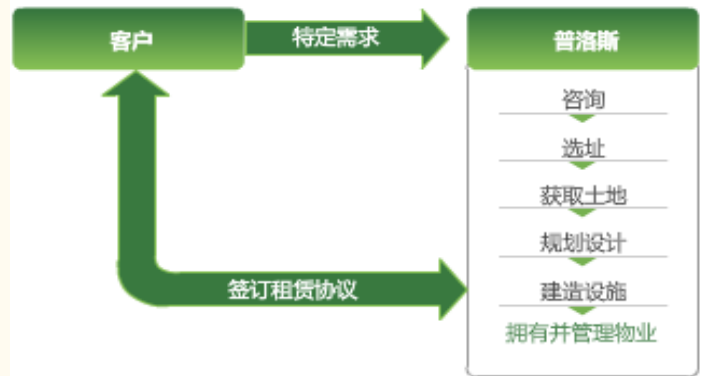 客户
特定需求
普洛斯
咨询
选址
获取土地
规划设计
签订租赁协议
建造设施
拥有并管理物业